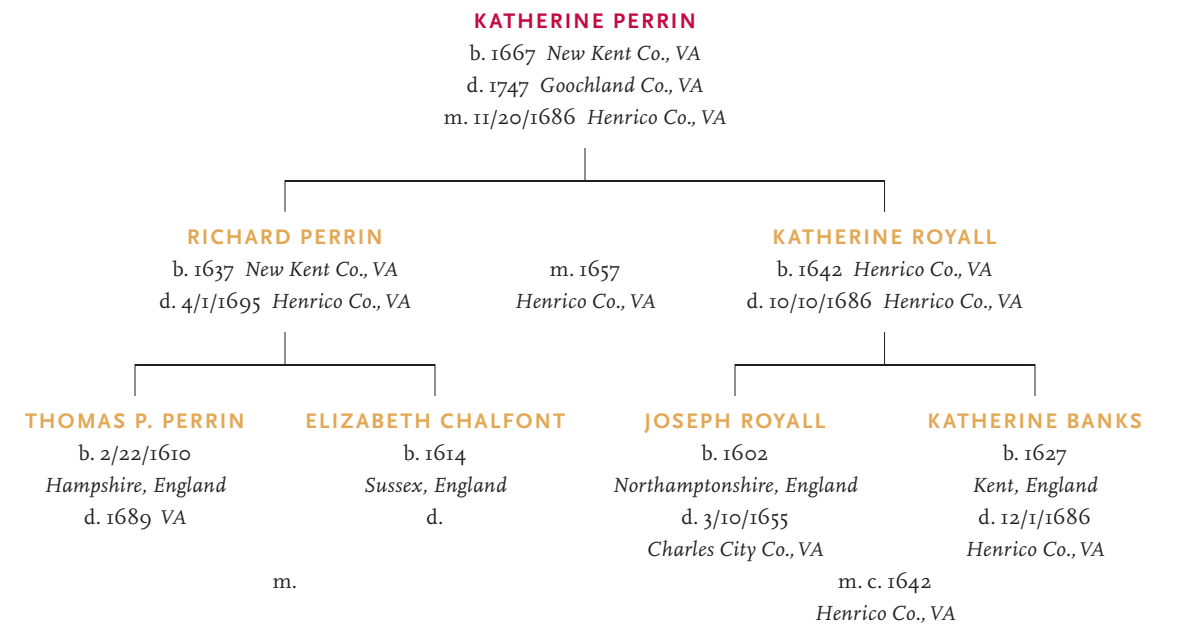 KATHERINE PERRIN
b. 1667 New Kent Co., VA
d. 1747 Goochland Co., VA
m. 11/20/1686 Henrico Co., VA
RICHARD PERRIN
b. 1637 New Kent Co., VA
d. 4/1/1695 Henrico Co., VA
m. 1657
Henrico Co., VA
KATHERINE ROYALL
b. 1642 Henrico Co., VA
d. 10/10/1686 Henrico Co., VA
THOMAS P. PERRIN
b. 2/22/1610
Hampshire, England
d. 1689 VA
ELIZABETH CHALFONT
b. 1614
Sussex, England
d.
m.
JOSEPH ROYALL
b. 1602
Northamptonshire, England
d. 3/10/1655
Charles City Co., VA
KATHERINE BANKS
b. 1627
Kent, England
d. 12/1/1686
Henrico Co., VA
m. c. 1642
Henrico Co., VA